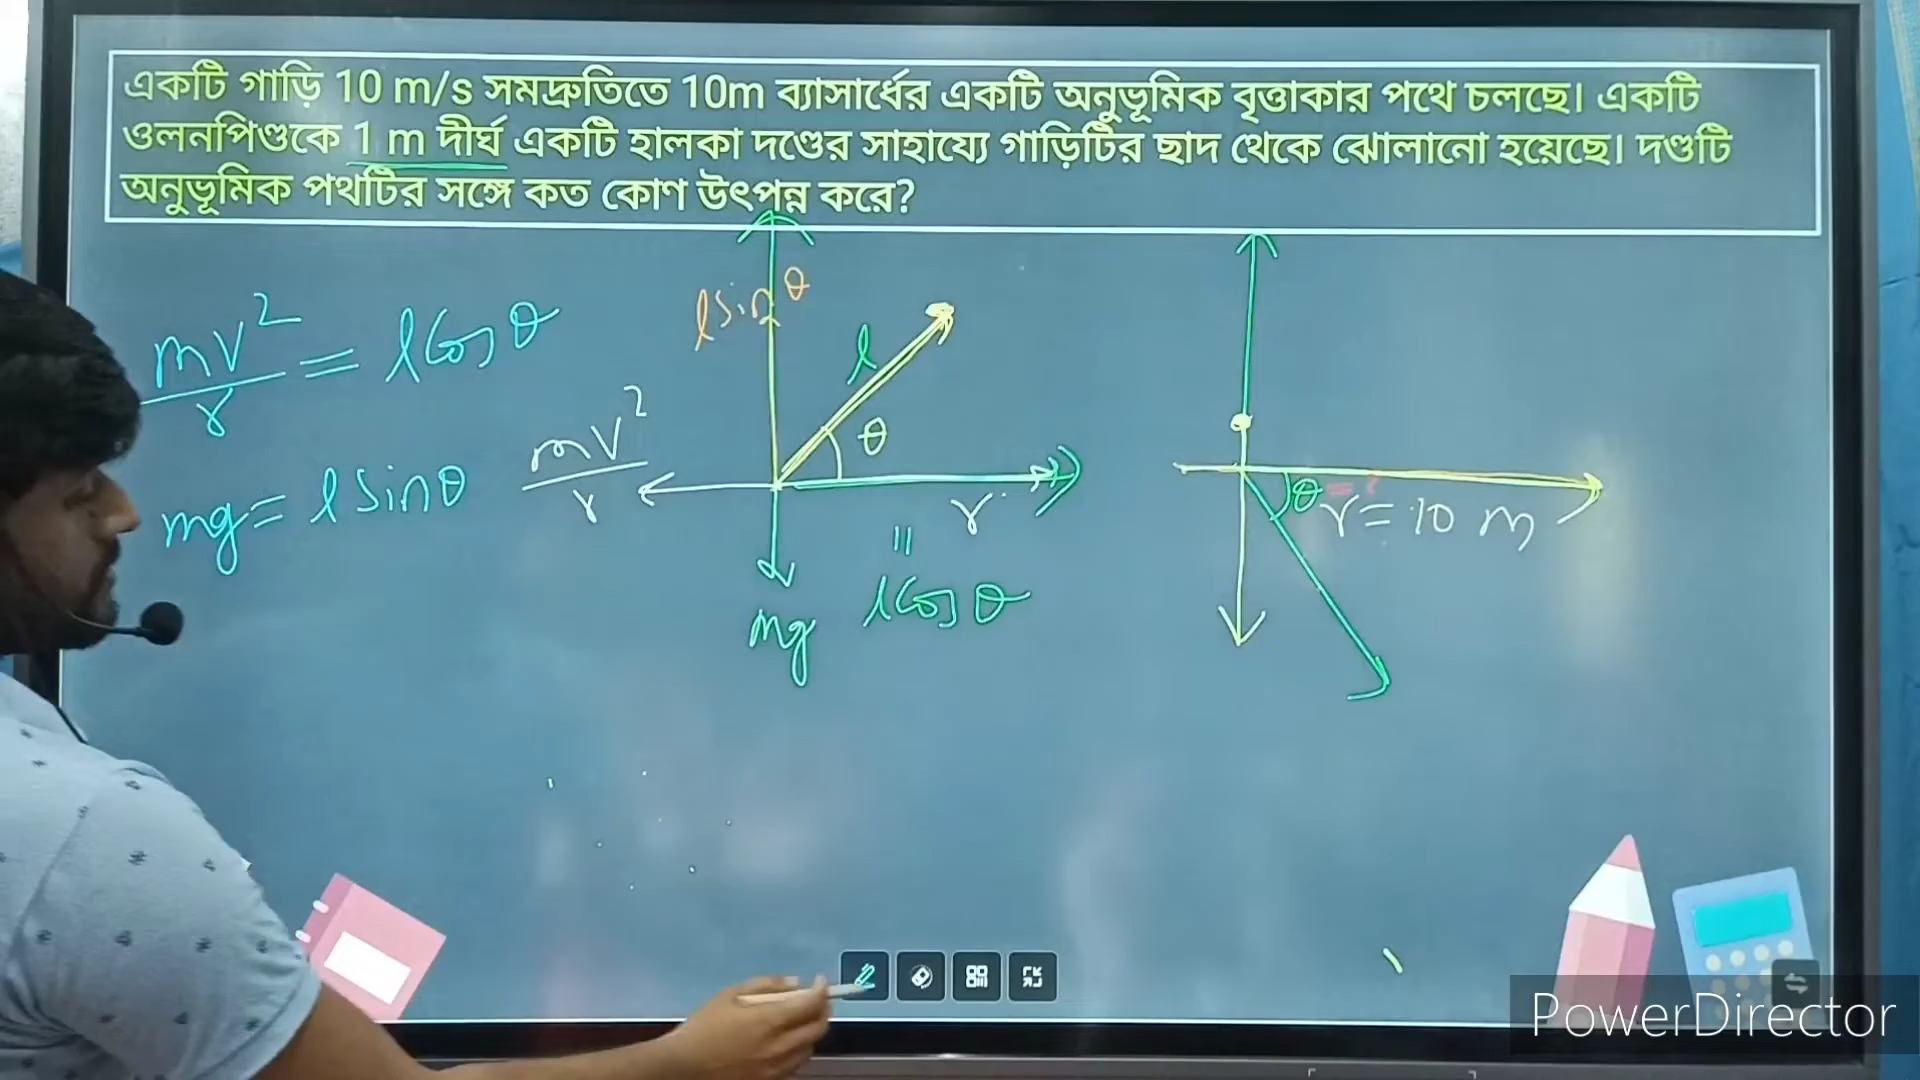 একটি গাড়ি 10 m/s সমদ্রুতিতে 10m ব্যাসার্ধের একটি অনুভূমিক বৃত্তাকার পথে চলছে। একটি
ওলনপিণ্ডকে 1 m দীর্ঘ একটি হালকা দণ্ডের সাহায্যে গাড়িটির ছাদ থেকে ঝোলানো হয়েছে। দণ্ডটি
অনুভূমিক পথটির সঙ্গে কত কোণ উৎপন্ন করে?
mv²/r = l Cos θ
mg = l sin θ
l sin θ
l
θ
mv²/r
r
=
l Cos θ
mg
θ = ?
r = 10 m
PowerDirector